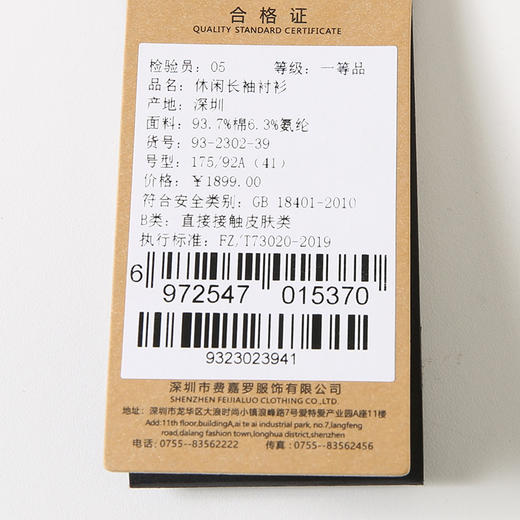 合格证
QUALITY STANDARD CERTIFICATE
检验员: 05 等级: 一等品
品名: 休闲长袖衬衫
产地: 深圳
面料: 93.7%棉6.3%氨纶
货号: 93-2302-39
号型: 175/92A (41)
价格: ¥1899.00
符合安全类别: GB 18401-2010
B类: 直接接触皮肤类
执行标准: FZ/T73020-2019
6 972547 015370
9323023941
深圳市费嘉罗服饰有限公司
SHENZHEN FEIJIALUO CLOTHING CO.,LTD.
地址: 深圳市龙华区大浪时尚小镇浪峰路7号爱特爱产业园A座11楼
Add:11th floor,buildingA,ai te ai industrial park, no.7,langfeng
road,dalang fashion town,longhua district,shenzhen
电话: 0755--83562222 传真: 0755--83562456